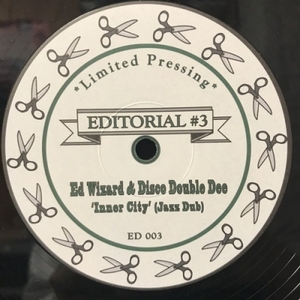 *Limited Pressing*
EDITORIAL #3
Ed Wizard & Disco Double Dee
'Inner City' (Jazz Dub)
ED 003